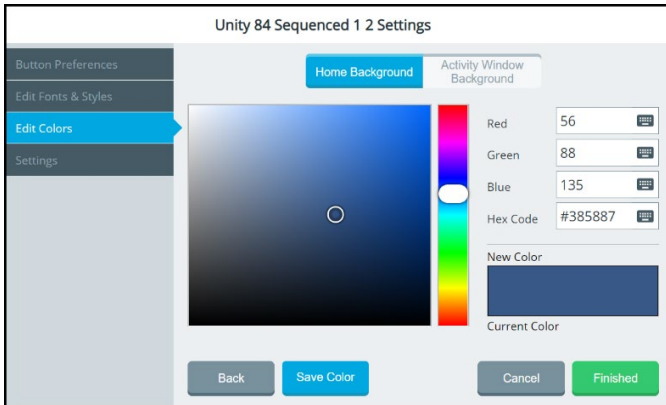 Unity 84 Sequenced 1 2 Settings
Button Preferences
Edit Fonts & Styles
Edit Colors
Settings
Home Background
Activity Window
Background
Red
56
Green
88
Blue
135
Hex Code
#385887
New Color
Current Color
Back
Save Color
Cancel
Finished